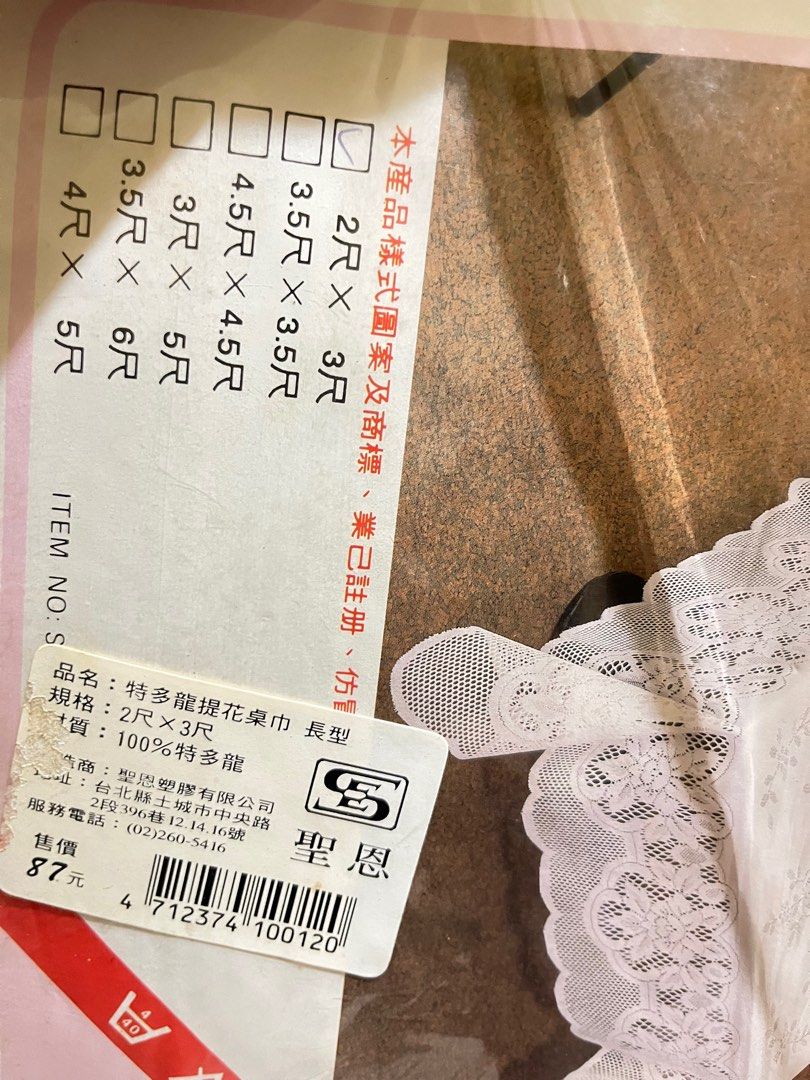 本産品樣式圖案及商標、業已註册、仿
2尺 × 3尺
3.5尺 × 3.5尺
4.5尺 × 4.5尺
3尺 × 5尺
3.5尺 × 6尺
4尺 × 5尺
ITEM NO: S
品名：特多龍提花桌巾 長型
規格：2尺×3尺
質：100%特多龍
商：聖恩塑膠有限公司
址：台北縣土城市中央路
2段396巷12.14.16號
服務電話：(02)260-5416
售價
87元
SE
聖恩
4 712374 100120
4
40